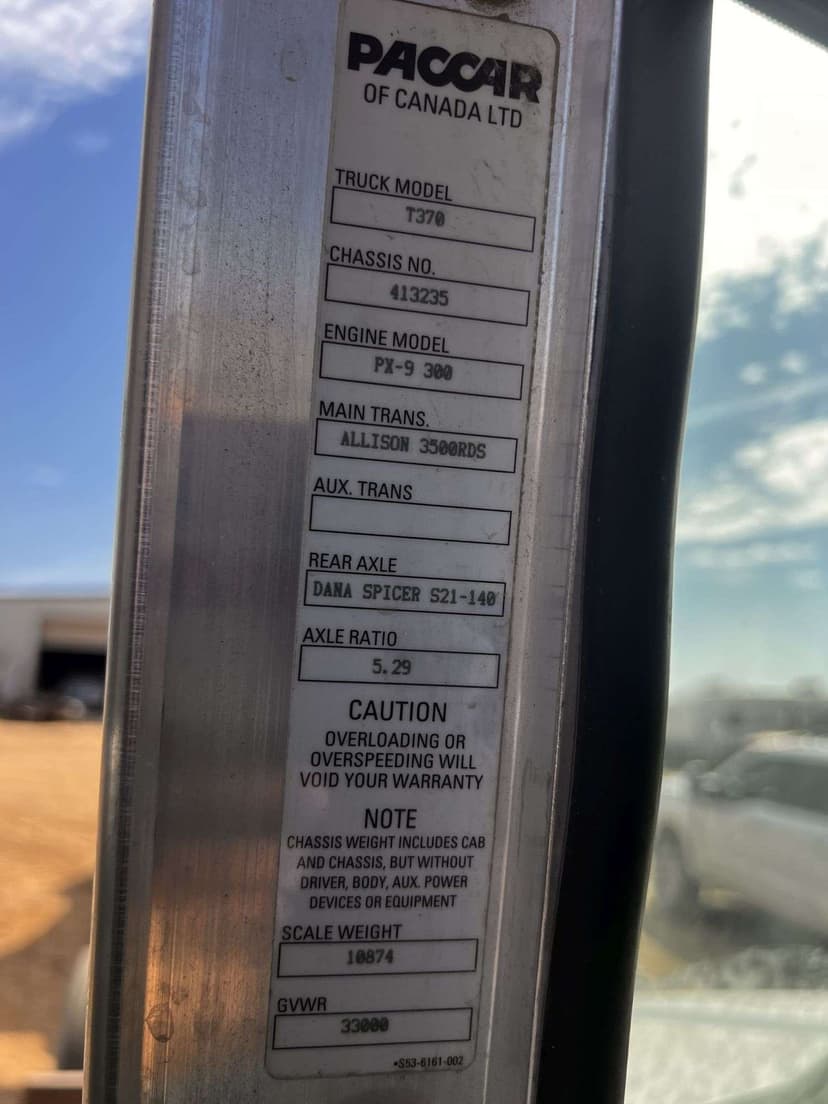 PACCAR
OF CANADA LTD
TRUCK MODEL
T370
CHASSIS NO.
413235
ENGINE MODEL
PX-9 300
MAIN TRANS.
ALLISON 3500RDS
AUX. TRANS
REAR AXLE
DANA SPICER S21-140
AXLE RATIO
5.29
CAUTION
OVERLOADING OR
OVERSPEEDING WILL
VOID YOUR WARRANTY
NOTE
CHASSIS WEIGHT INCLUDES CAB
AND CHASSIS, BUT WITHOUT
DRIVER, BODY, AUX. POWER
DEVICES OR EQUIPMENT
SCALE WEIGHT
10874
GVWR
33000
*S53-6161-002